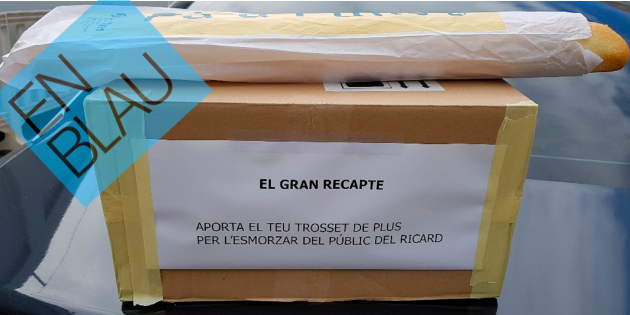 EN
BLAU
EL GRAN RECAPTE
APORTA EL TEU TROSSET DE PLUS
PER L'ESMORZAR DEL PÚBLIC DEL RICARD